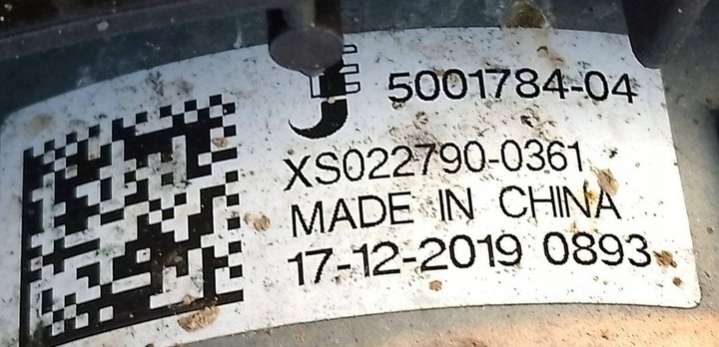 5001784-04
XS022790-0361
MADE IN CHINA
17-12-2019 0893